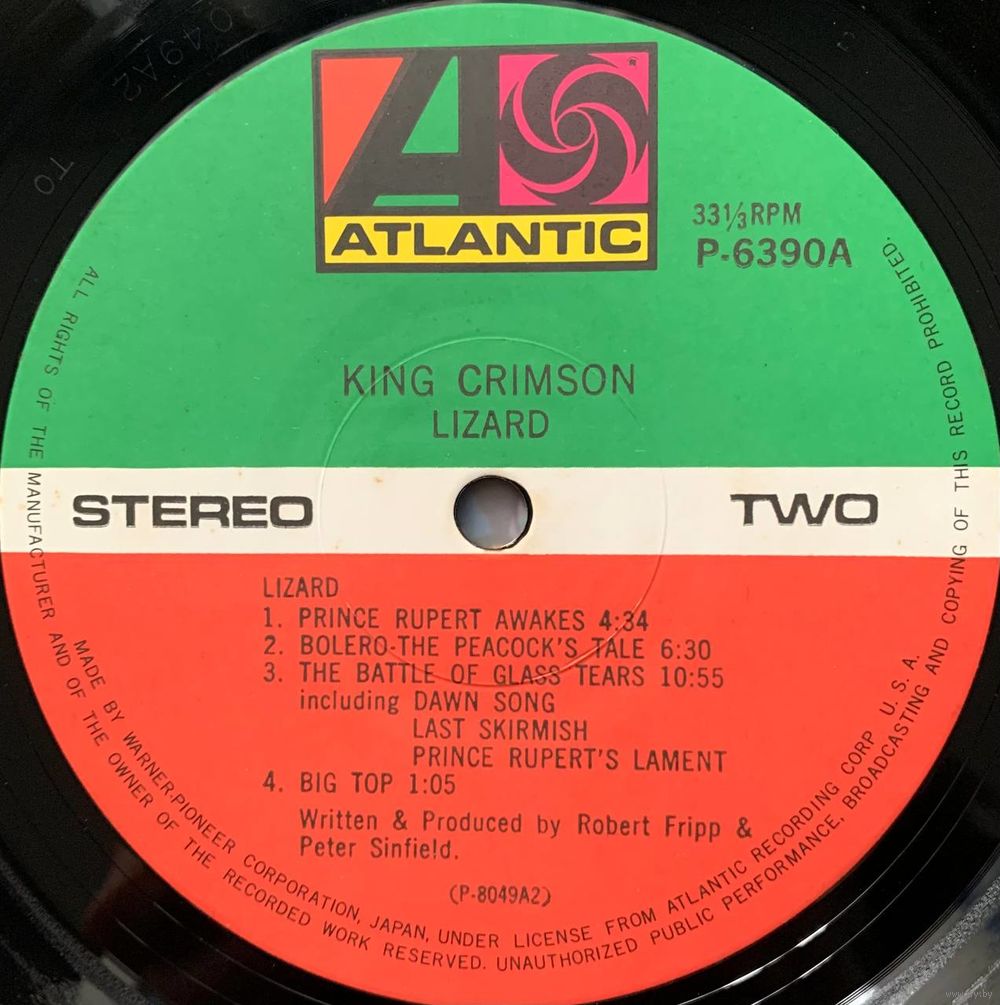 8049A2
TO
ATLANTIC
33⅓RPM
P-6390A
KING CRIMSON
LIZARD
STEREO
TWO
LIZARD
1. PRINCE RUPERT AWAKES 4:34
2. BOLERO-THE PEACOCK'S TALE 6:30
3. THE BATTLE OF GLASS TEARS 10:55
including DAWN SONG
LAST SKIRMISH
PRINCE RUPERT'S LAMENT
4. BIG TOP 1:05
Written & Produced by Robert Fripp &
Peter Sinfield.
(P-8049A2)
MADE BY WARNER-PIONEER CORPORATION, JAPAN, UNDER LICENSE FROM ATLANTIC RECORDING CORP U. S. A.
ALL RIGHTS OF THE MANUFACTURER AND OF THE OWNER OF THE RECORDED WORK RESERVED. UNAUTHORIZED PUBLIC PERFORMANCE, BROADCASTING AND COPYING OF THIS RECORD PROHIBITED.